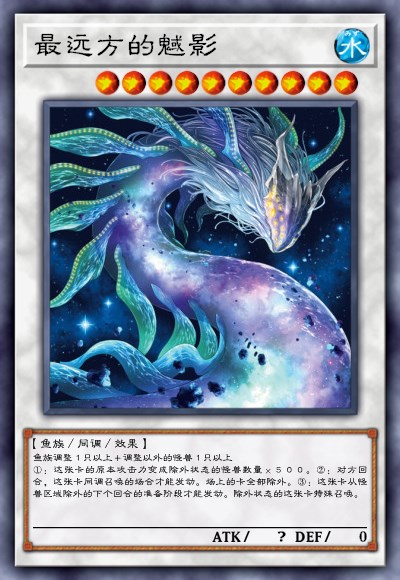 最远方的魆影
みず
水
【鱼族/同调/效果】
鱼族调整1只以上+调整以外的怪兽1只以上
①:这张卡的原本攻击力变成除外状态的怪兽数量×500。②:对方回
合,这张卡同调召唤的场合才能发动。场上的卡全部除外。③:这张卡从怪
兽区域除外的下个回合的准备阶段才能发动。除外状态的这张卡特殊召唤。
ATK/ ? DEF/ 0